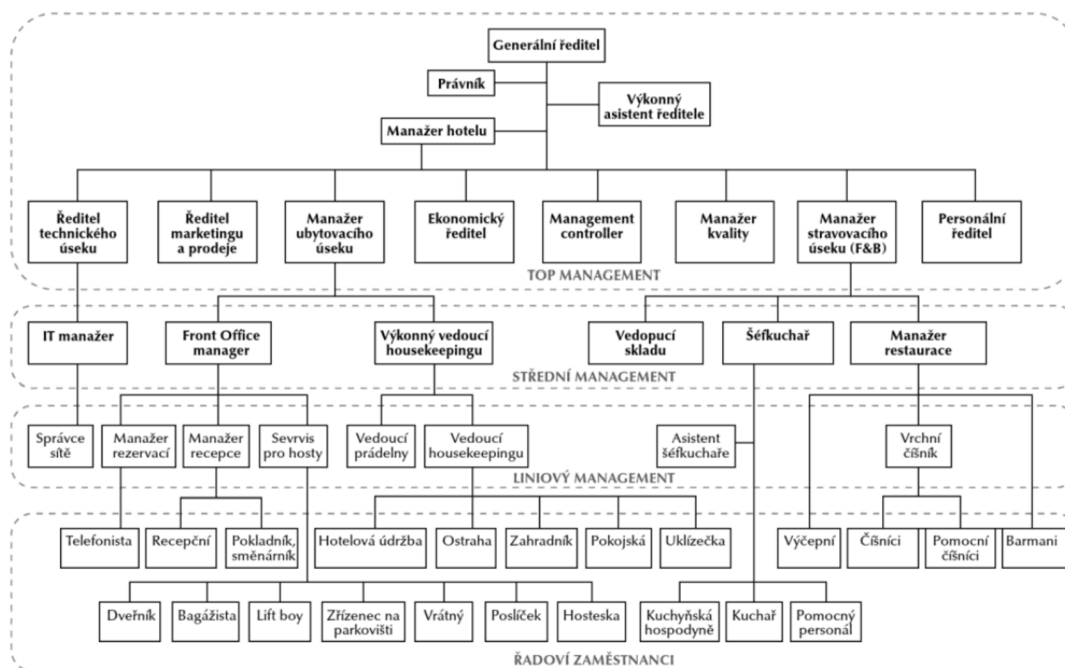 Generální ředitel
Právník
Výkonný
asistent ředitele
Manažer hotelu
Ředitel
technického
úseku
Ředitel
marketingu
a prodeje
Manažer
ubytovacího
úseku
Ekonomický
ředitel
Management
controller
Manažer
kvality
Manažer
stravovacího
úseku (F&B)
Personální
ředitel
TOP MANAGEMENT
IT manažer
Front Office
manager
Výkonný vedoucí
housekeepingu
Vedopucí
skladu
Šéfkuchař
Manažer
restaurace
STŘEDNÍ MANAGEMENT
Správce
sítě
Manažer
rezervací
Manažer
recepce
Sevrvis
pro hosty
Vedoucí
prádelny
Vedoucí
housekeepingu
Asistent
šéfkuchaře
Vrchní
číšník
LINIOVÝ MANAGEMENT
Telefonista
Recepční
Pokladník,
směnárník
Hotelová údržba
Ostraha
Zahradník
Pokojská
Uklízečka
Výčepní
Číšníci
Pomocní
číšníci
Barmani
Dveřník
Bagážista
Lift boy
Zřízenec na
parkovišti
Vrátný
Poslíček
Hosteska
Kuchyňská
hospodyně
Kuchař
Pomocný
personál
ŘADOVÍ ZAMĚSTNANCI